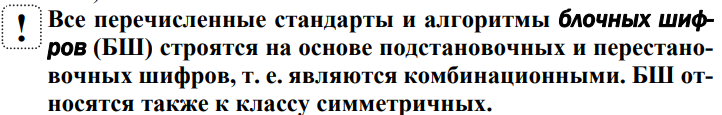 ! Все перечисленные стандарты и алгоритмы блочных шиф-
ров (БШ) строятся на основе подстановочных и перестано-
вочных шифров, т. е. являются комбинационными. БШ от-
носятся также к классу симметричных.